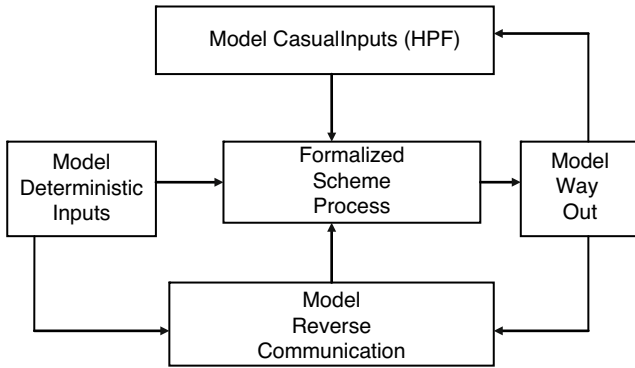 Model CasualInputs (HPF)
Model
Deterministic
Inputs
Formalized
Scheme
Process
Model
Way
Out
Model
Reverse
Communication